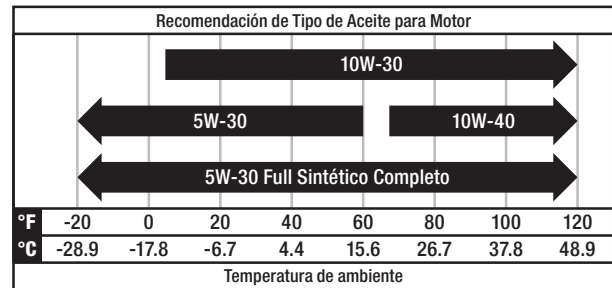 Recomendación de Tipo de Aceite para Motor
10W-30
5W-30 10W-40
5W-30 Full Sintético Completo
°F -20 0 20 40 60 80 100 120
°C -28.9 -17.8 -6.7 4.4 15.6 26.7 37.8 48.9
Temperatura de ambiente